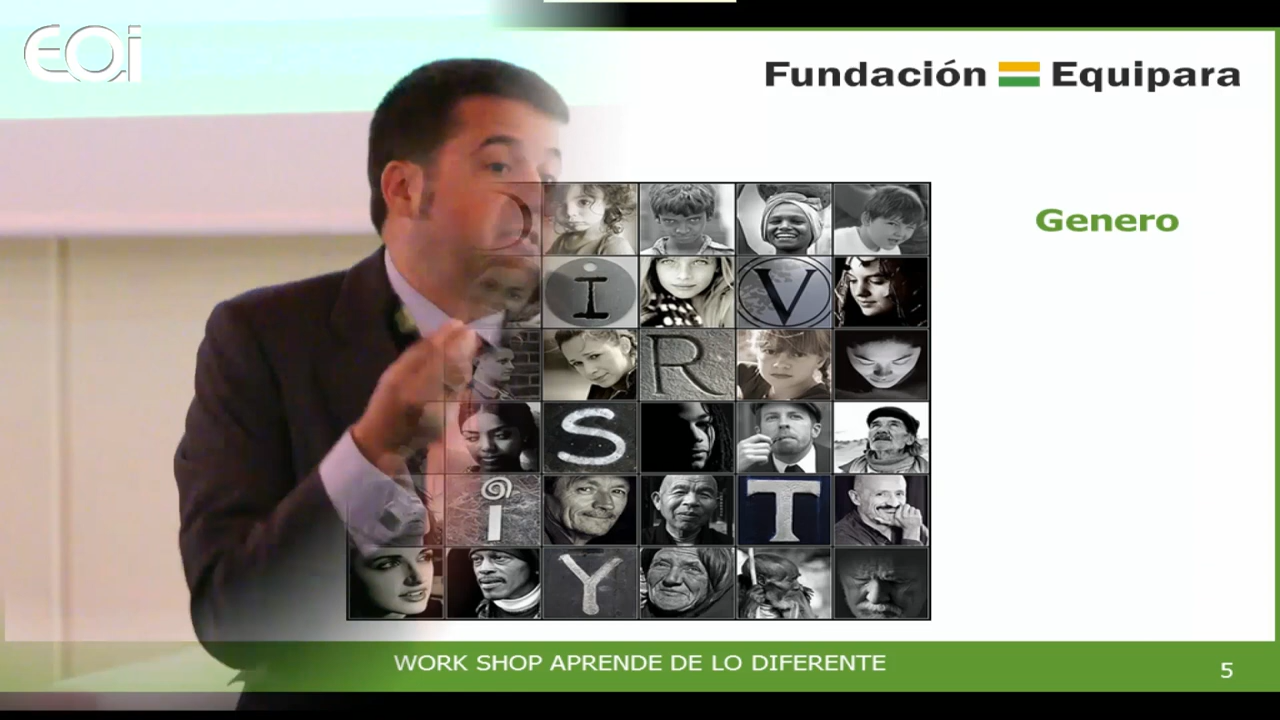 EOi
Fundación Equipara
Genero
D
i V
R
S
i T
Y
WORK SHOP APRENDE DE LO DIFERENTE
5